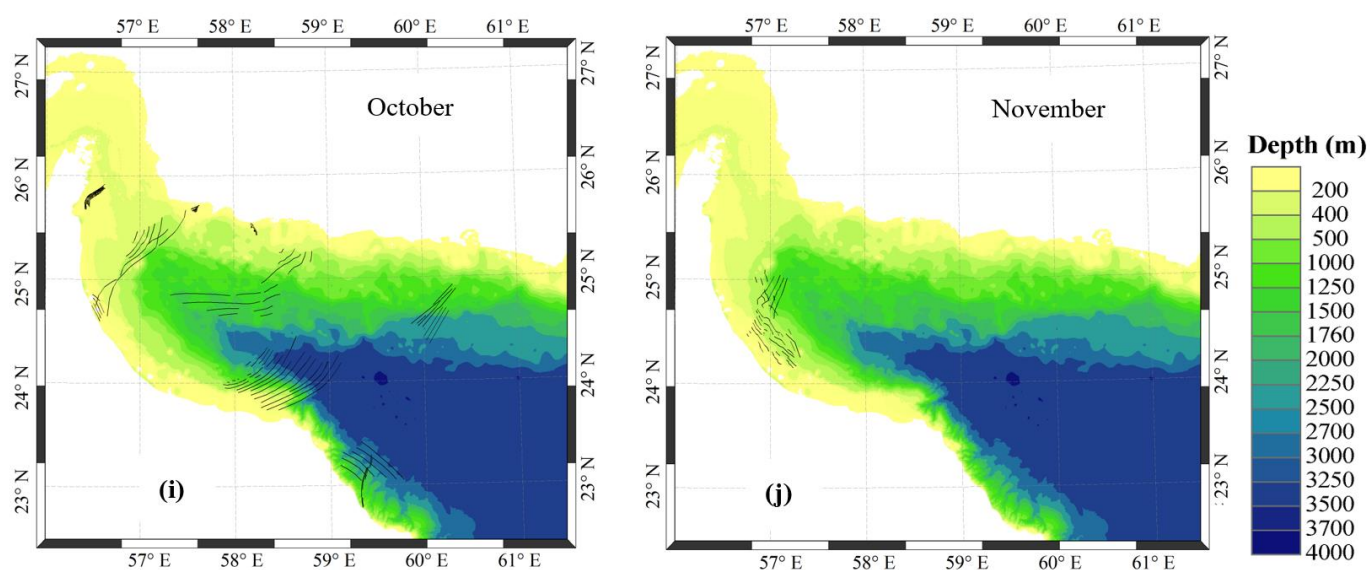 57° E 58° E 59° E 60° E 61° E
57° E 58° E 59° E 60° E 61° E
27° N
26° N
25° N
24° N
23° N
October
(i)
27° N
26° N
25° N
24° N
23° N
57° E 58° E 59° E 60° E 61° E
27° N
26° N
25° N
24° N
23° N
November
(j)
27° N
26° N
25° N
24° N
23° N
57° E 58° E 59° E 60° E 61° E
Depth (m)
200
400
500
1000
1250
1500
1760
2000
2250
2500
2700
3000
3250
3500
3700
4000